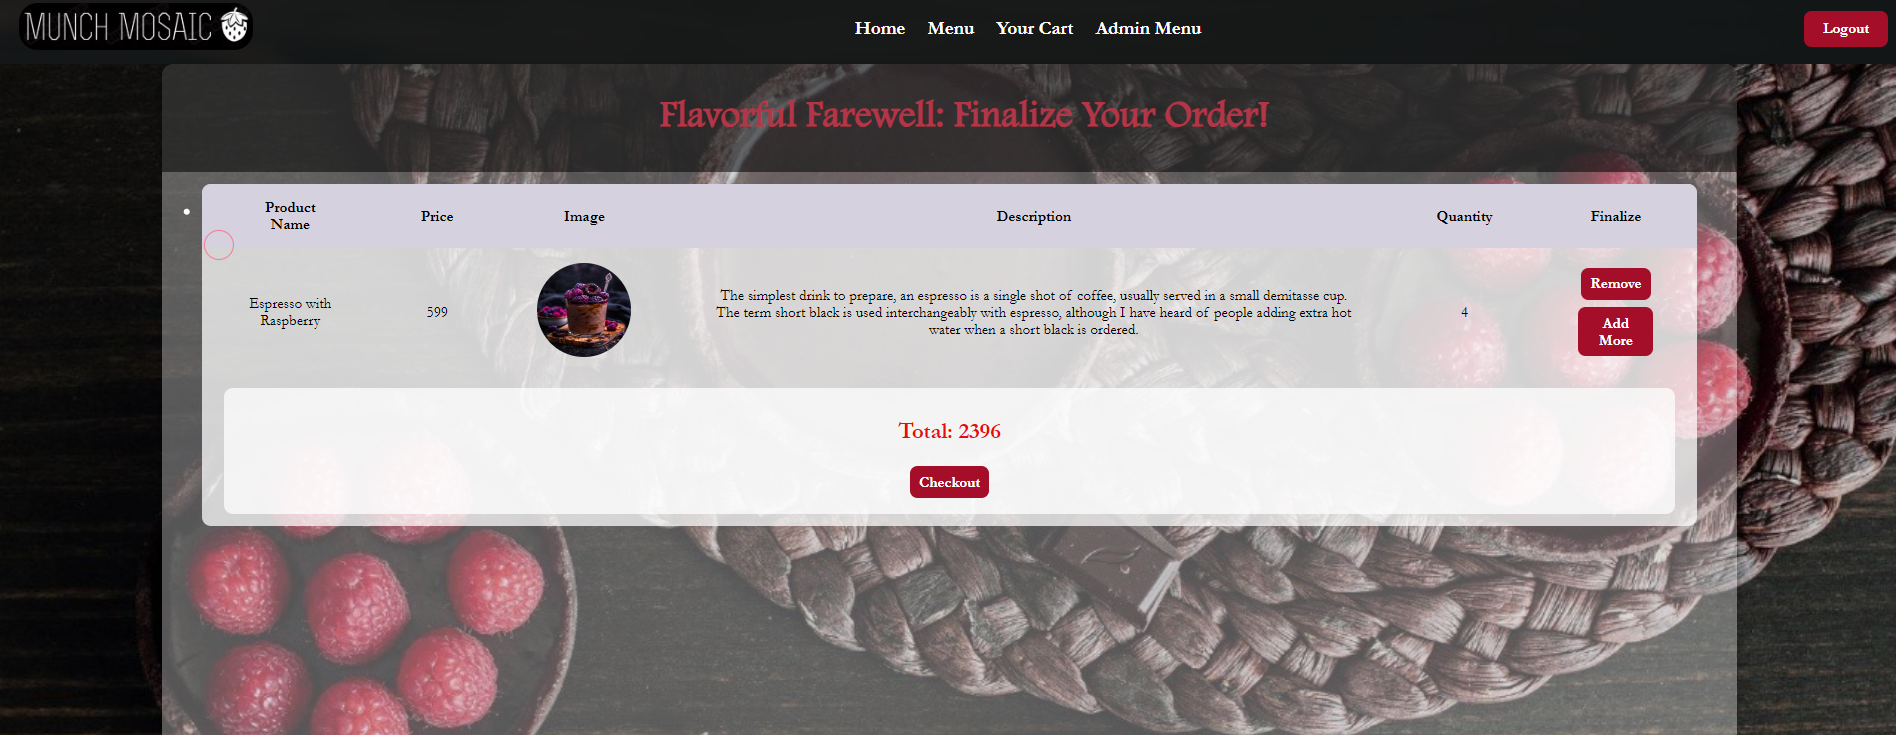 MUNCH MOSAIC
Home Menu Your Cart Admin Menu
Logout
Flavorful Farewell: Finalize Your Order!
Product
Name
Price
Image
Description
Quantity
Finalize
Espresso with
Raspberry
599
The simplest drink to prepare, an espresso is a single shot of coffee, usually served in a small demitasse cup.
The term short black is used interchangeably with espresso, although I have heard of people adding extra hot
water when a short black is ordered.
4
Remove
Add
More
Total: 2396
Checkout